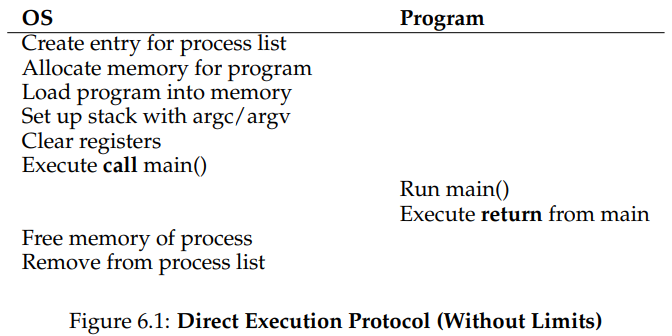 OS Program
Create entry for process list
Allocate memory for program
Load program into memory
Set up stack with argc/argv
Clear registers
Execute call main()
Run main()
Execute return from main
Free memory of process
Remove from process list
Figure 6.1: Direct Execution Protocol (Without Limits)